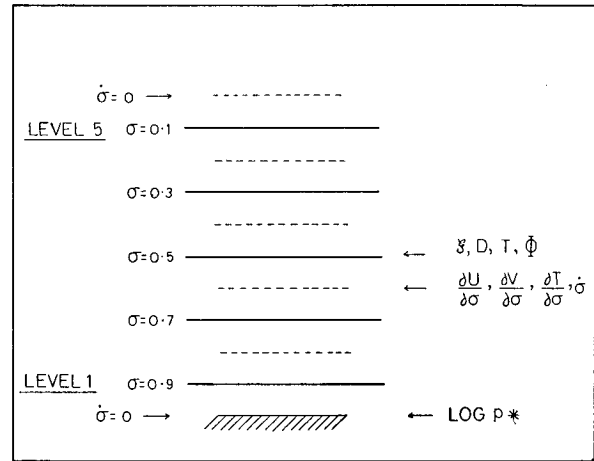 σ̇=0 →
LEVEL 5 σ=0·1
σ=0·3
σ=0·5 ← ξ, D, T, Φ
← ∂U/∂σ, ∂V/∂σ, ∂T/∂σ, σ̇
σ=0·7
LEVEL 1 σ=0·9
σ̇=0 → ← LOG P*